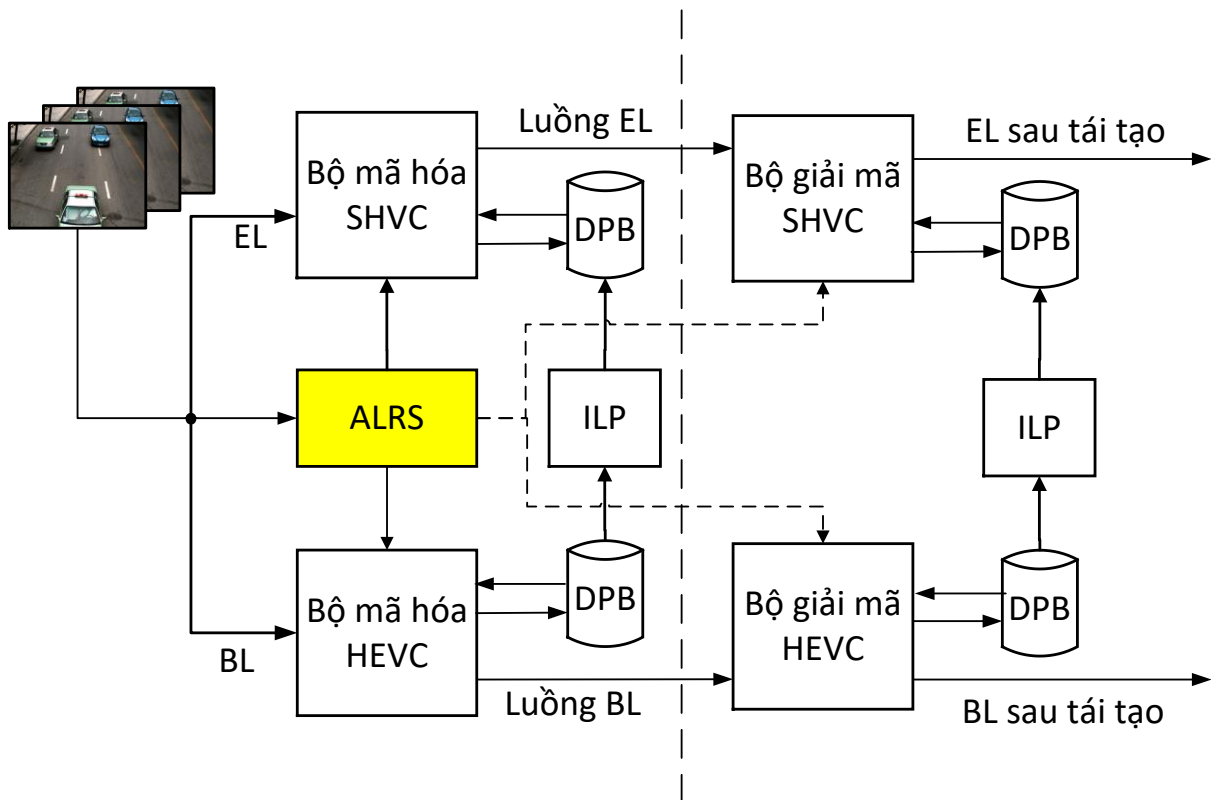 Luồng EL
EL sau tái tạo
Bộ mã hóa
SHVC
DPB
Bộ giải mã
SHVC
DPB
EL
ALRS
ILP
ILP
Bộ mã hóa
HEVC
DPB
Bộ giải mã
HEVC
DPB
BL
Luồng BL
BL sau tái tạo